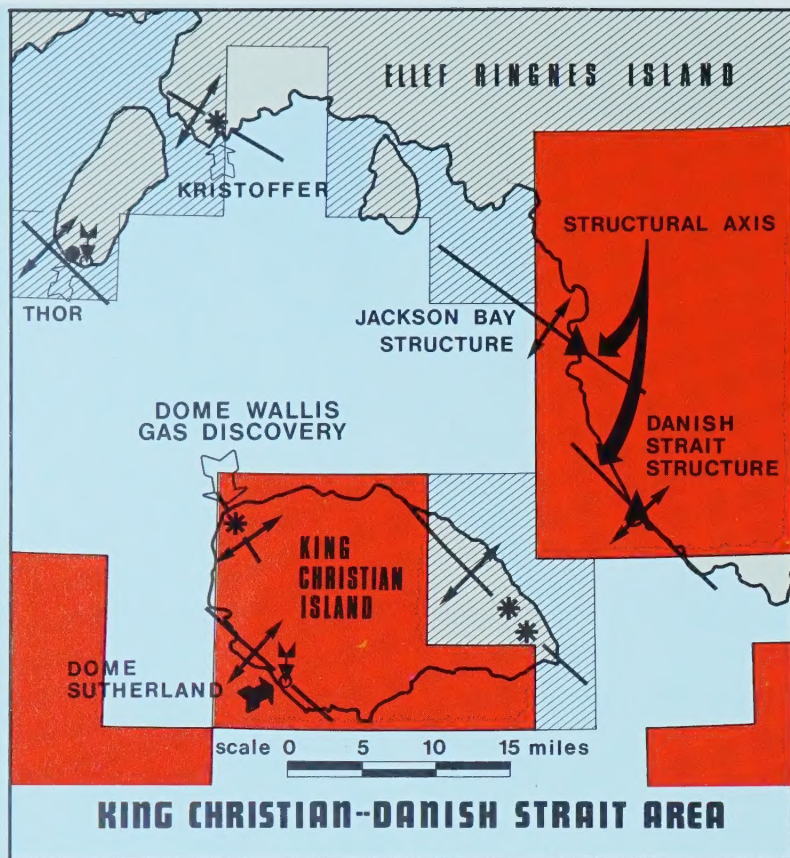 ELLEF RINGNES ISLAND
KRISTOFFER
STRUCTURAL AXIS
THOR
JACKSON BAY
STRUCTURE
DOME WALLIS
GAS DISCOVERY
DANISH
STRAIT
STRUCTURE
KING
CHRISTIAN
ISLAND
DOME
SUTHERLAND
scale 0 5 10 15 miles
KING CHRISTIAN--DANISH STRAIT AREA